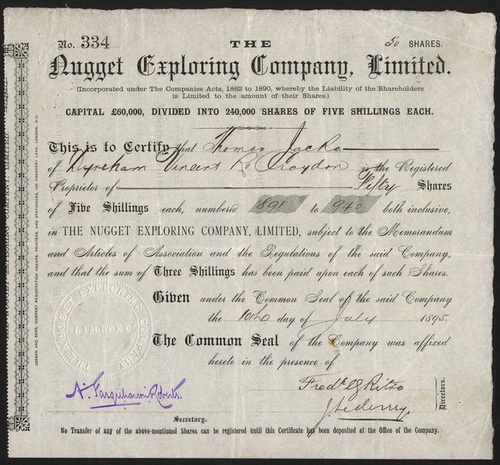 No. 334 THE 50 SHARES.
Nugget Exploring Company, Limited.
(Incorporated under The Companies Acts, 1862 to 1890, whereby the Liability of the Shareholders
is Limited to the amount of their Shares.)
CAPITAL £60,000, DIVIDED INTO 240,000 SHARES OF FIVE SHILLINGS EACH.
This is to Certify that Thomas Jacks
of Vincent Rd Croydon is the Registered
Proprietor of Fifty Shares
of Five Shillings each, numbered 891 to 940 both inclusive,
in THE NUGGET EXPLORING COMPANY, LIMITED, subject to the Memorandum
and Articles of Association and the Regulations of the said Company,
and that the sum of Three Shillings has been paid upon each of such Shares.
Given under the Common Seal of the said Company
the day of July 1895.
The Common Seal of the Company was affixed
hereto in the presence of
THE NUGGET EXPLORING COMPANY
LIMITED
Directors.
Secretary.
No Transfer of any of the above-mentioned Shares can be registered until this Certificate has been deposited at the Office of the Company.